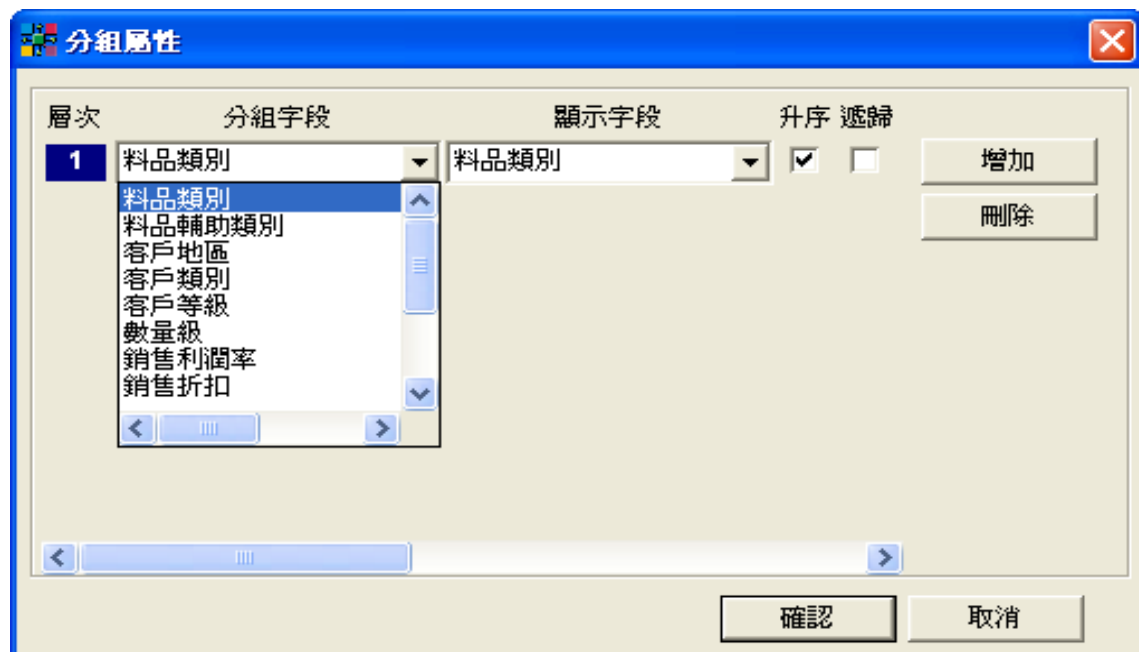 分組屬性
層次 分組字段 顯示字段 升序 遞歸
1 料品類別 料品類別 增加
料品類別
刪除
料品輔助類別
客戶地區
客戶類別
客戶等級
數量級
銷售利潤率
銷售折扣
確認 取消